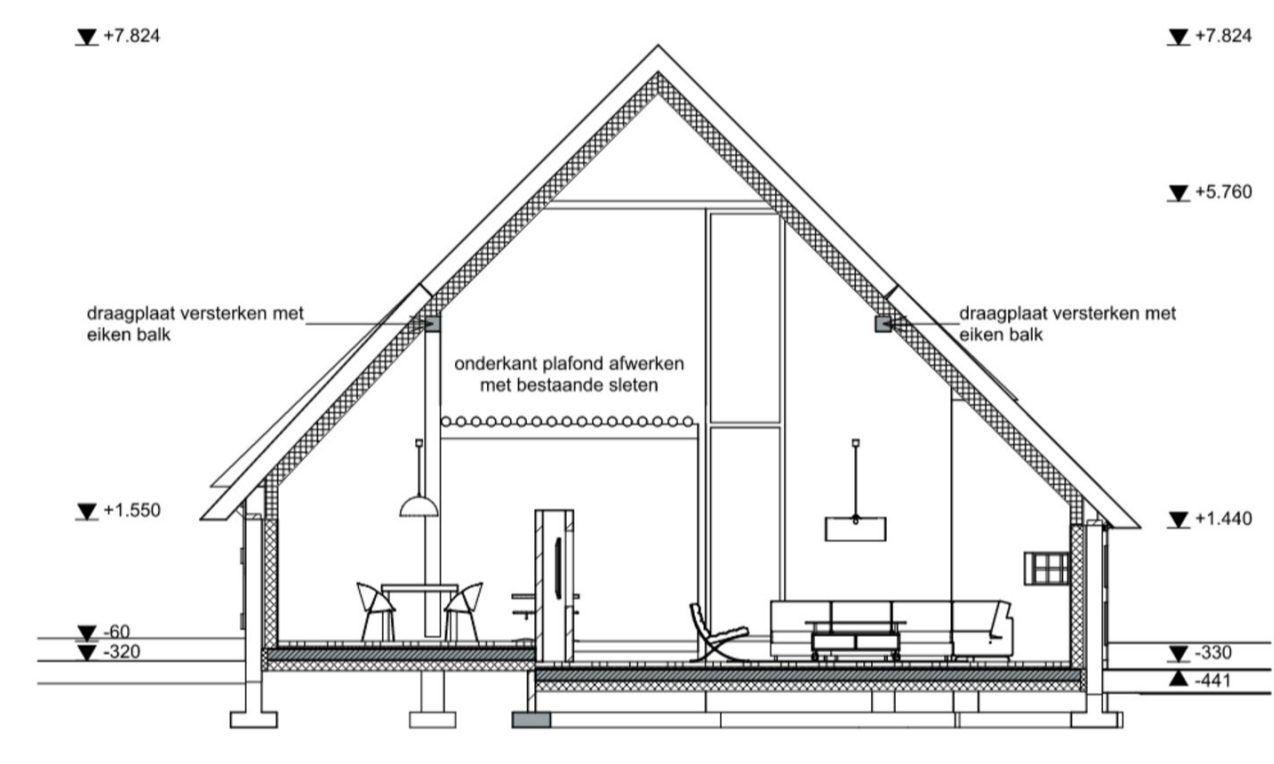 +7.824
+7.824
+5.760
draagplaat versterken met
eiken balk
draagplaat versterken met
eiken balk
onderkant plafond afwerken
met bestaande sleten
+1.550
+1.440
-60
-320
-330
-441